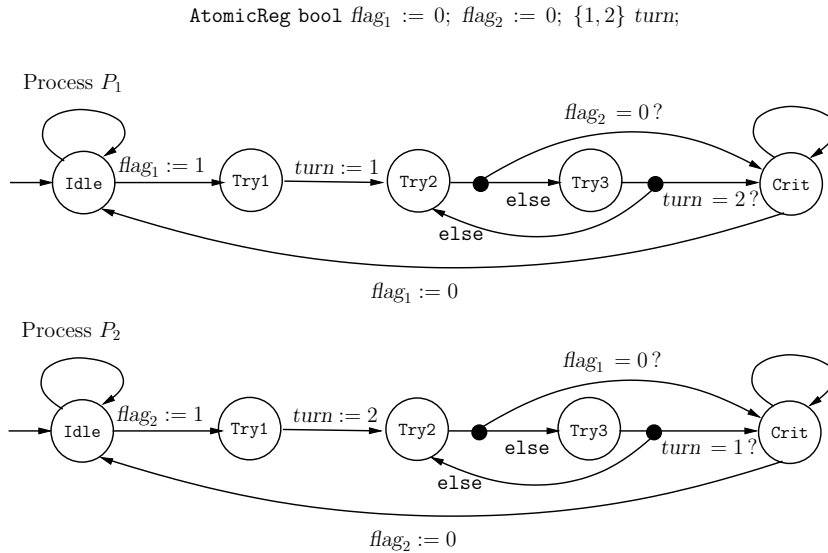 AtomicReg bool flag₁ := 0; flag₂ := 0; {1, 2} turn;
Process P₁
flag₂ = 0 ?
flag₁ := 1
turn := 1
Idle
Try1
Try2
Try3
Crit
else
turn = 2 ?
else
flag₁ := 0
Process P₂
flag₁ = 0 ?
flag₂ := 1
turn := 2
Idle
Try1
Try2
Try3
Crit
else
turn = 1 ?
else
flag₂ := 0